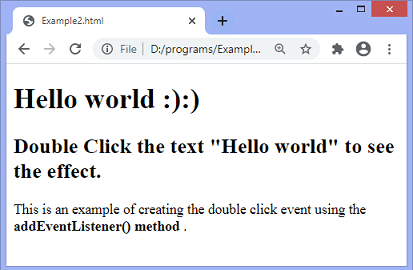 Example2.html
File
D:/programs/Exampl...
Hello world :):)
Double Click the text "Hello world" to see
the effect.
This is an example of creating the double click event using the
addEventListener() method .